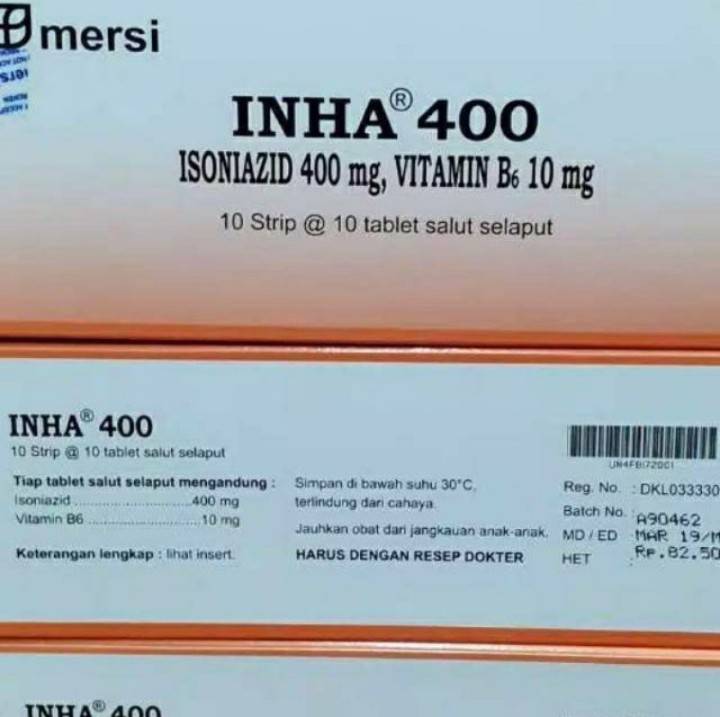 mersi
INHA® 400
ISONIAZID 400 mg, VITAMIN B6 10 mg
10 Strip @ 10 tablet salut selaput
INHA® 400
10 Strip @ 10 tablet salut selaput
Tiap tablet salut selaput mengandung :
Isoniazid ........................400 mg
Vitamin B6 ........................10 mg
Keterangan lengkap : lihat insert.
Simpan di bawah suhu 30°C,
terlindung dari cahaya.
Jauhkan obat dari jangkauan anak-anak.
HARUS DENGAN RESEP DOKTER
Reg. No. : DKL033330
Batch No. : A90462
MD / ED : MAR 19/M
HET : Rp.82.50
INHA® 400